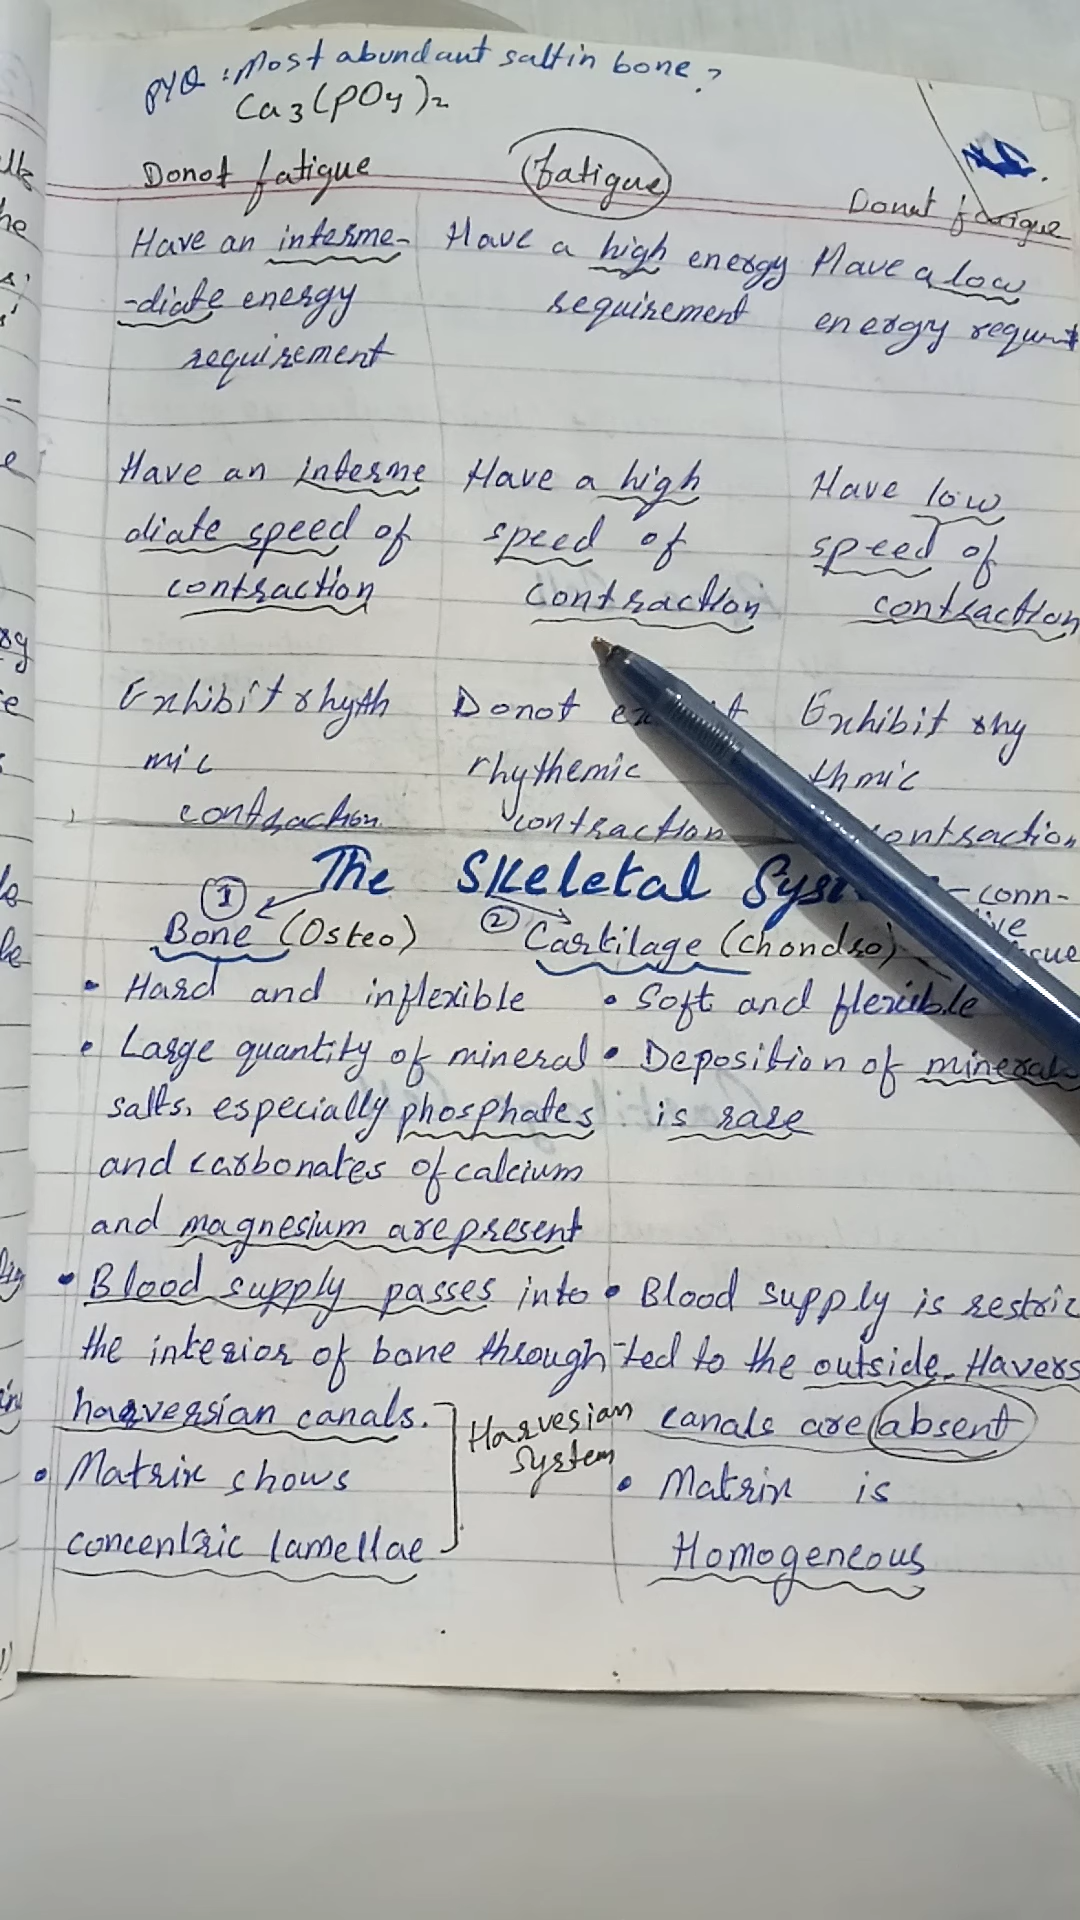 PYQ : Most abundant salt in bone ?
Ca3(PO4)2
Donot fatigue
(fatigue)
Donot fatigue
Have an interme-
-diate energy
requirement
Have a high energy
requirement
Have a low
energy requ
Have an interme
diate speed of
contraction
Have a high
speed of
contraction
Have low
speed of
contraction
Exhibit rhyth
mic
contraction
Donot
rhythemic
contraction
Exhibit rhy
thmic
contraction
The Skeletal
conn-
① Bone (Osteo)
② Cartilage (chondro)
• Hard and inflexible
• Large quantity of mineral
salts, especially phosphates
and carbonates of calcium
and magnesium are present
• Blood supply passes into
the interior of bone through
harversian canals.
• Matrix shows
concentric lamellae
Harvesian
System
• Soft and flexible
• Deposition of minerals
is rare
• Blood supply is restric
-ted to the outside. Havers
canals are absent
• Matrix is
Homogeneous